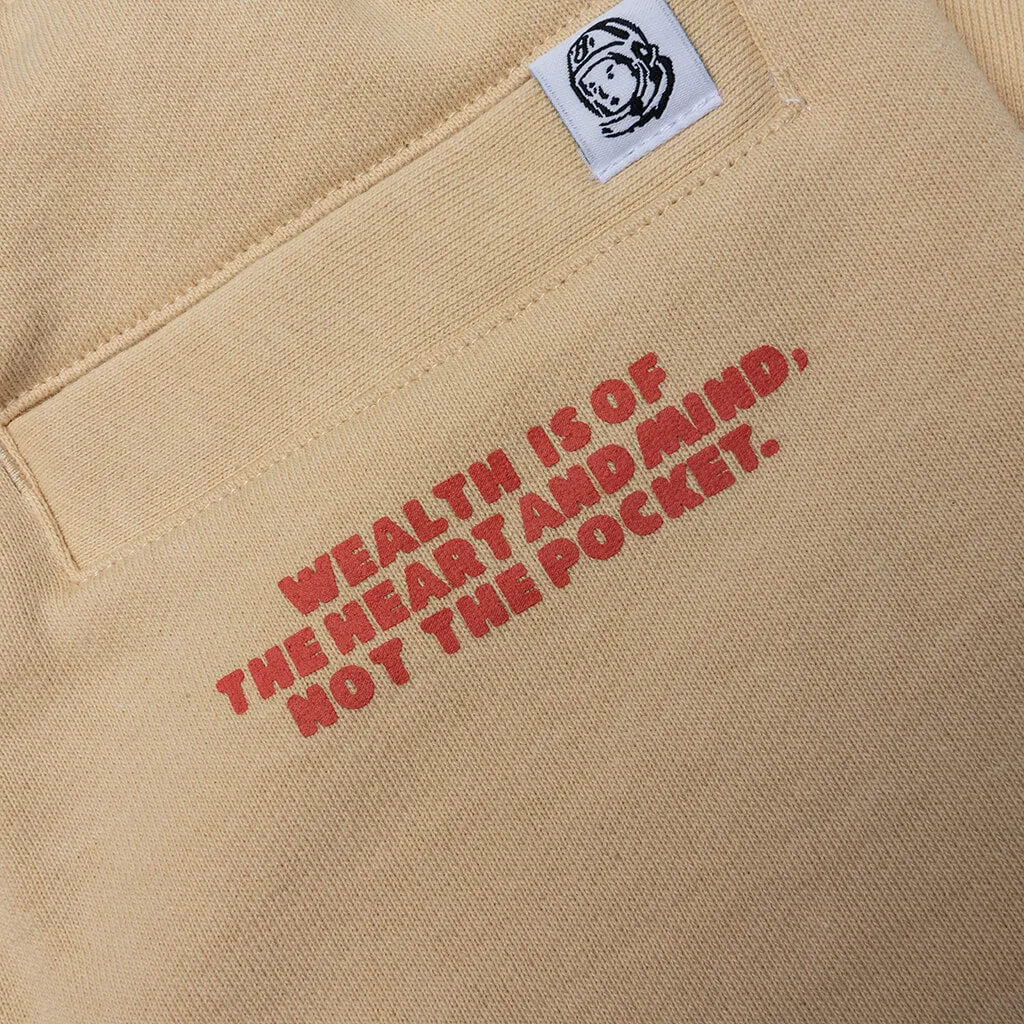 WEALTH IS OF
THE HEART AND MIND,
NOT THE POCKET.